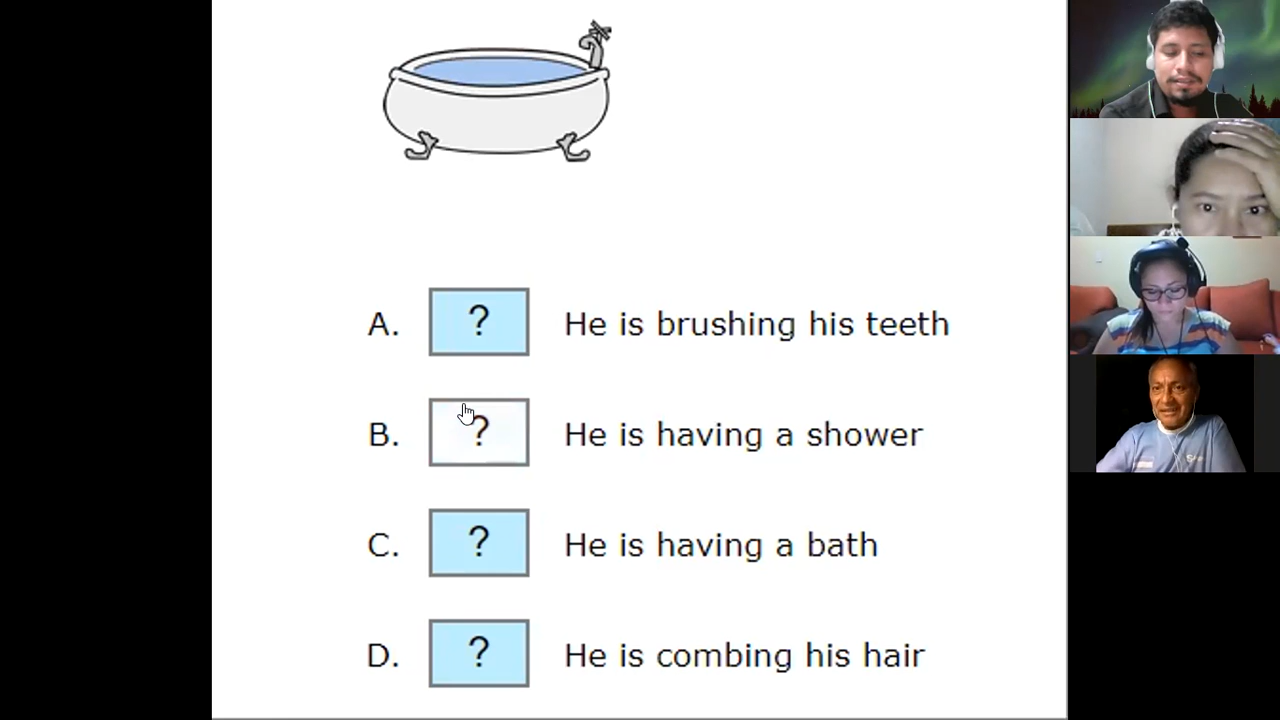 A. ? He is brushing his teeth
B. ? He is having a shower
C. ? He is having a bath
D. ? He is combing his hair